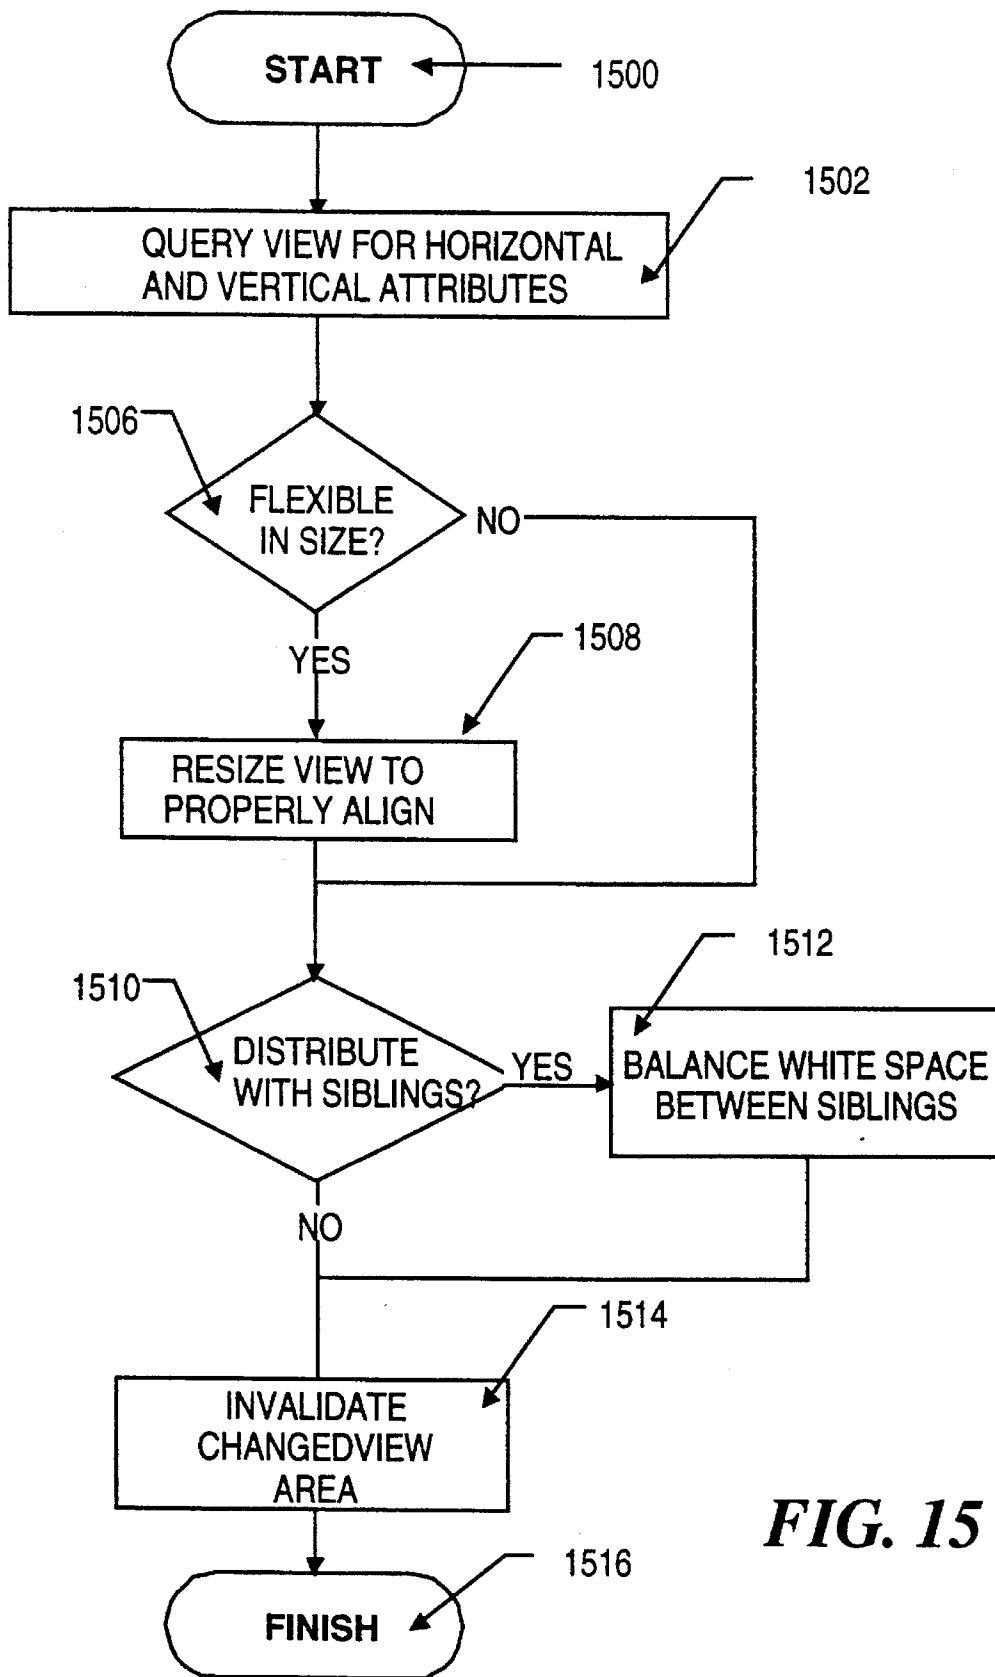 START
1500
1502
QUERY VIEW FOR HORIZONTAL
AND VERTICAL ATTRIBUTES
1506
FLEXIBLE
IN SIZE?
NO
YES
1508
RESIZE VIEW TO
PROPERLY ALIGN
1512
1510
DISTRIBUTE
WITH SIBLINGS?
YES
BALANCE WHITE SPACE
BETWEEN SIBLINGS
NO
1514
INVALIDATE
CHANGEDVIEW
AREA
FIG. 15
1516
FINISH